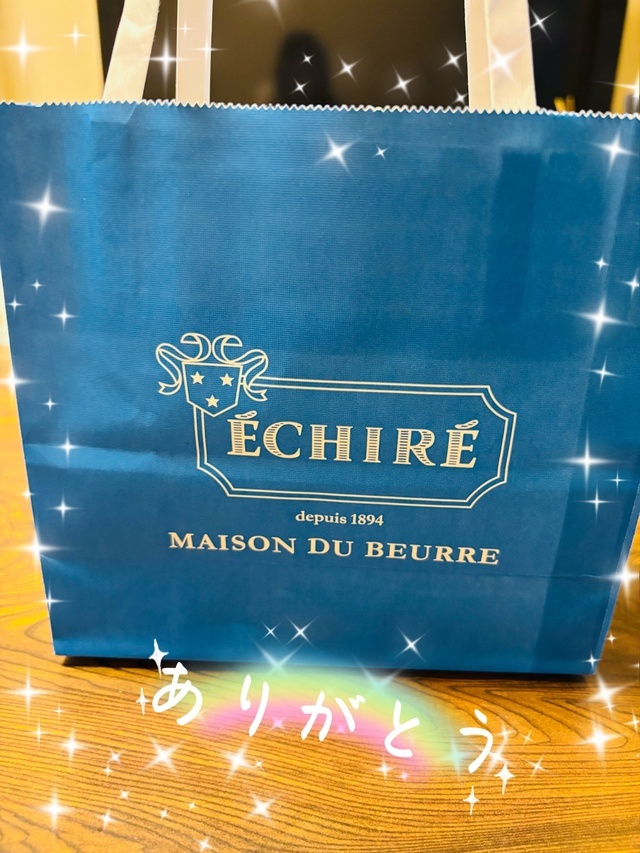 ÉCHIRÉ
depuis 1894
MAISON DU BEURRE
ありがとう